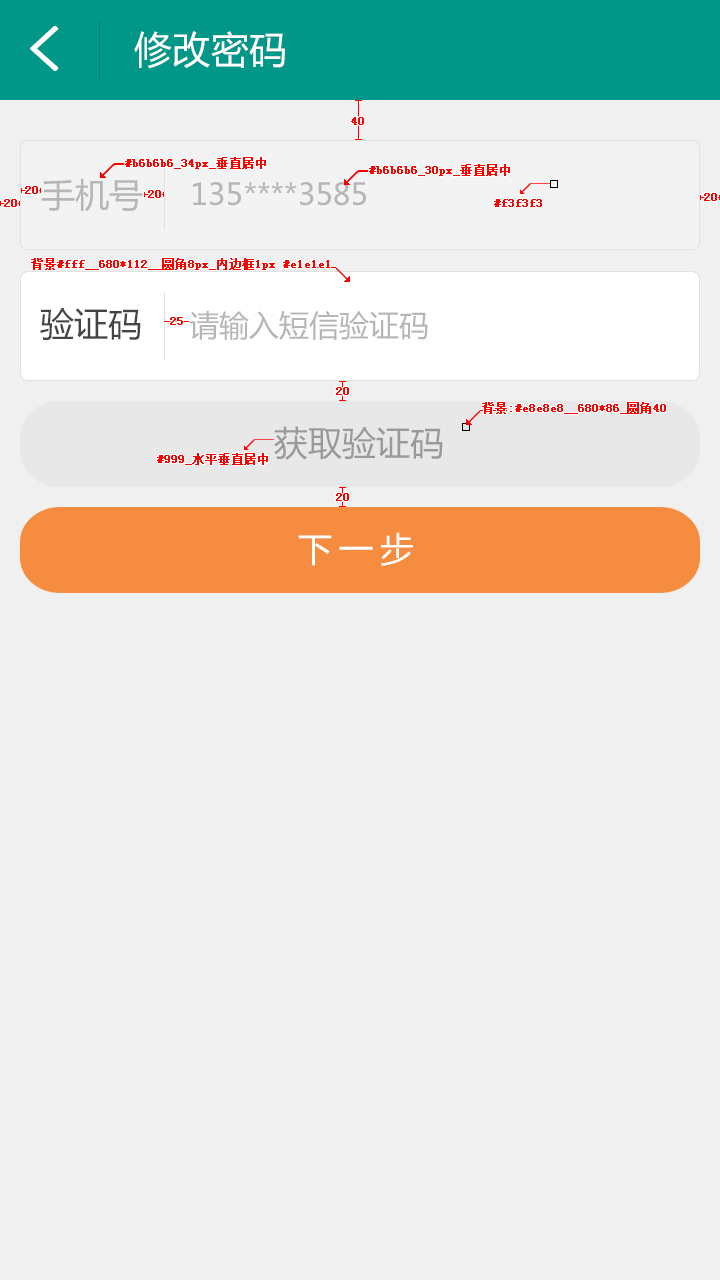 修改密码
40
#b6b6b6_34px_垂直居中
#b6b6b6_30px_垂直居中
20
20
手机号
20
135****3585
#f3f3f3
20
背景#fff__680*112__圆角8px_内边框1px #e1e1e1
验证码
25
请输入短信验证码
20
背景:#e8e8e8__680*86_圆角40
获取验证码
#999_水平垂直居中
20
下一步